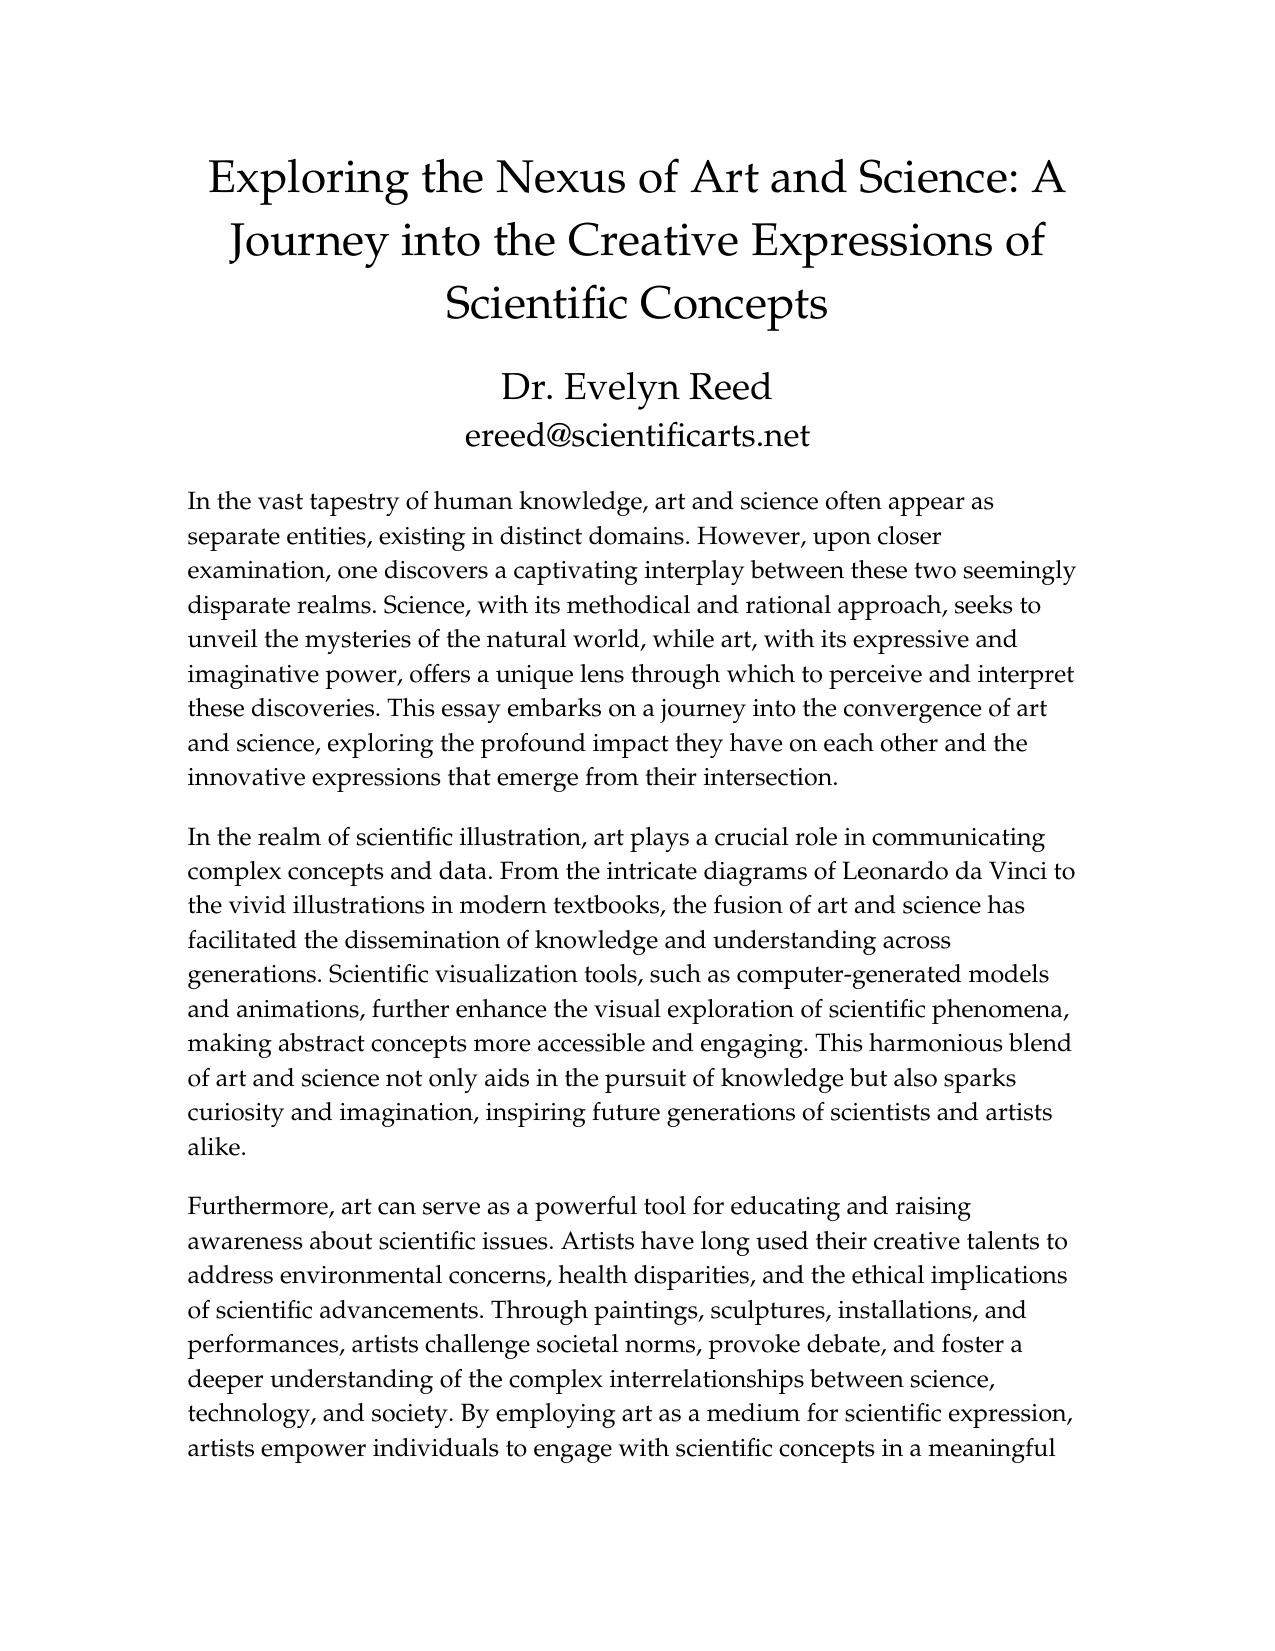 Exploring the Nexus of Art and Science: A
Journey into the Creative Expressions of
Scientific Concepts
Dr. Evelyn Reed
ereed@scientificarts.net
In the vast tapestry of human knowledge, art and science often appear as
separate entities, existing in distinct domains. However, upon closer
examination, one discovers a captivating interplay between these two seemingly
disparate realms. Science, with its methodical and rational approach, seeks to
unveil the mysteries of the natural world, while art, with its expressive and
imaginative power, offers a unique lens through which to perceive and interpret
these discoveries. This essay embarks on a journey into the convergence of art
and science, exploring the profound impact they have on each other and the
innovative expressions that emerge from their intersection.
In the realm of scientific illustration, art plays a crucial role in communicating
complex concepts and data. From the intricate diagrams of Leonardo da Vinci to
the vivid illustrations in modern textbooks, the fusion of art and science has
facilitated the dissemination of knowledge and understanding across
generations. Scientific visualization tools, such as computer-generated models
and animations, further enhance the visual exploration of scientific phenomena,
making abstract concepts more accessible and engaging. This harmonious blend
of art and science not only aids in the pursuit of knowledge but also sparks
curiosity and imagination, inspiring future generations of scientists and artists
alike.
Furthermore, art can serve as a powerful tool for educating and raising
awareness about scientific issues. Artists have long used their creative talents to
address environmental concerns, health disparities, and the ethical implications
of scientific advancements. Through paintings, sculptures, installations, and
performances, artists challenge societal norms, provoke debate, and foster a
deeper understanding of the complex interrelationships between science,
technology, and society. By employing art as a medium for scientific expression,
artists empower individuals to engage with scientific concepts in a meaningful